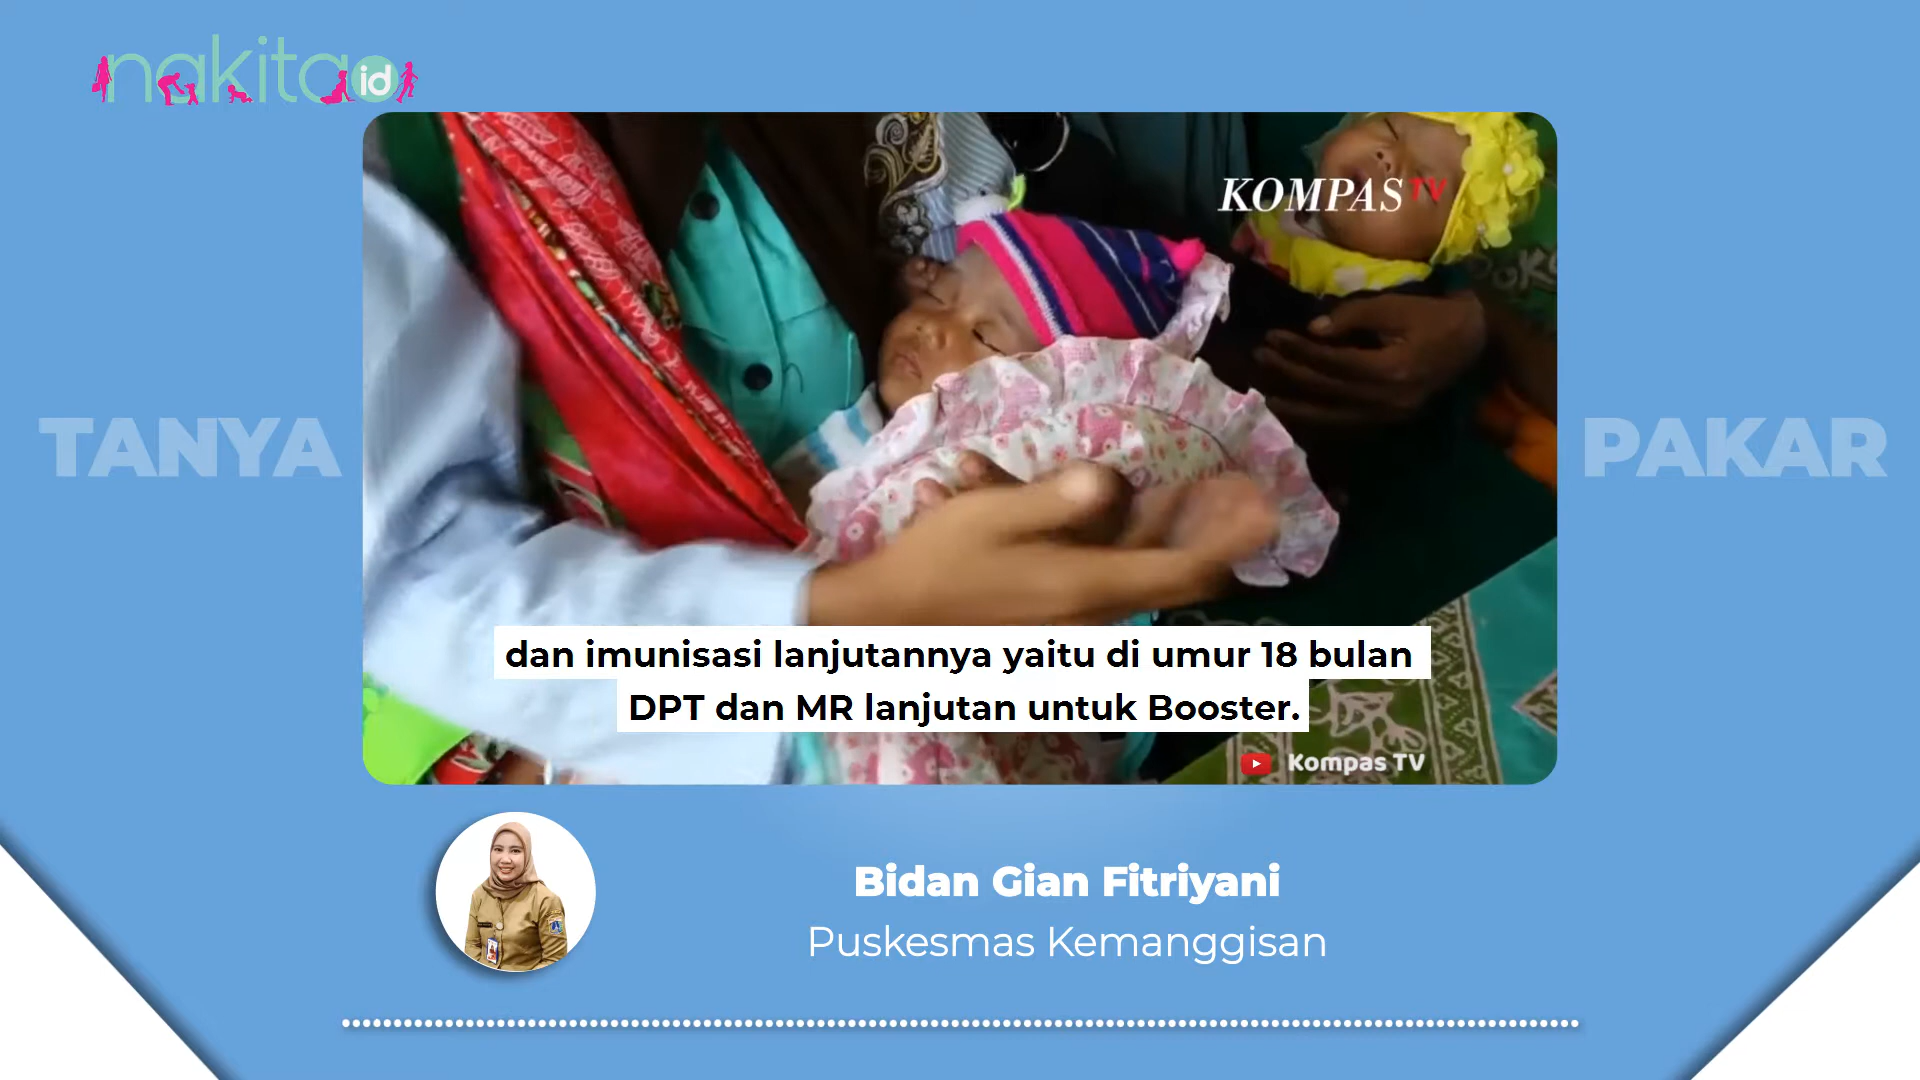 nakita id
KOMPAS TV
TANYA
PAKAR
dan imunisasi lanjutannya yaitu di umur 18 bulan
DPT dan MR lanjutan untuk Booster.
Kompas TV
Bidan Gian Fitriyani
Puskesmas Kemanggisan